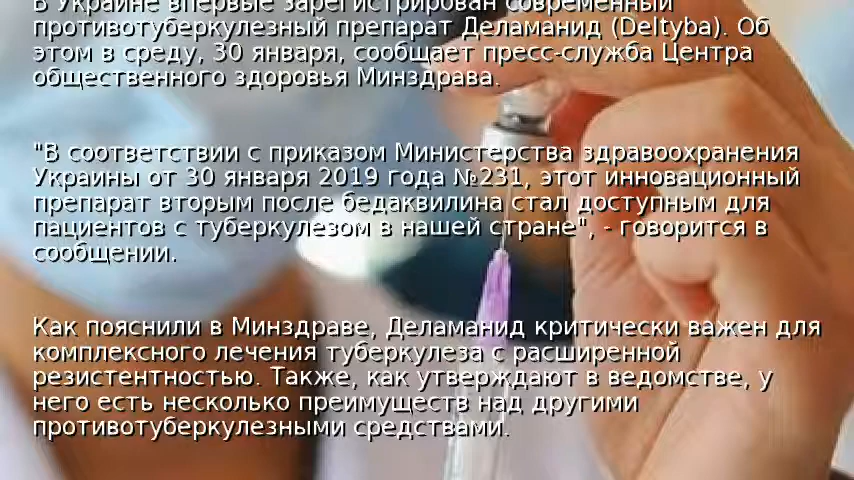 В Украине впервые зарегистрирован современный
противотуберкулезный препарат Деламанид (Deltyba). Об
этом в среду, 30 января, сообщает пресс-служба Центра
общественного здоровья Минздрава.
"В соответствии с приказом Министерства здравоохранения
Украины от 30 января 2019 года №231, этот инновационный
препарат вторым после бедаквилина стал доступным для
пациентов с туберкулезом в нашей стране", - говорится в
сообщении.
Как пояснили в Минздраве, Деламанид критически важен для
комплексного лечения туберкулеза с расширенной
резистентностью. Также, как утверждают в ведомстве, у
него есть несколько преимуществ над другими
противотуберкулезными средствами.